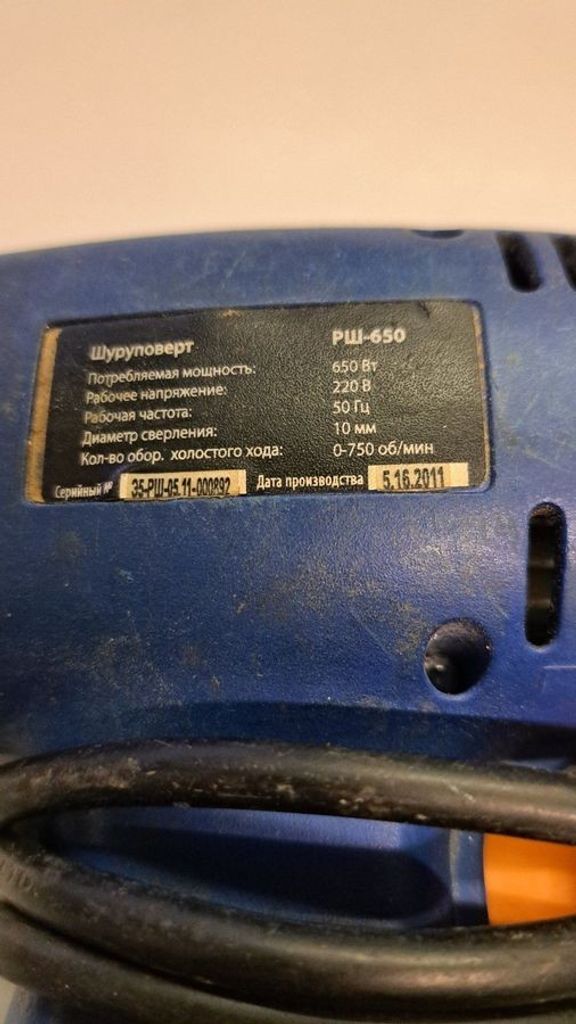 Шуруповерт РШ-650
Потребляемая мощность: 650 Вт
Рабочее напряжение: 220 В
Рабочая частота: 50 Гц
Диаметр сверления: 10 мм
Кол-во обор. холостого хода: 0-750 об/мин
Серийный № 35-РШ-05.11-000892 Дата производства 5.16.2011